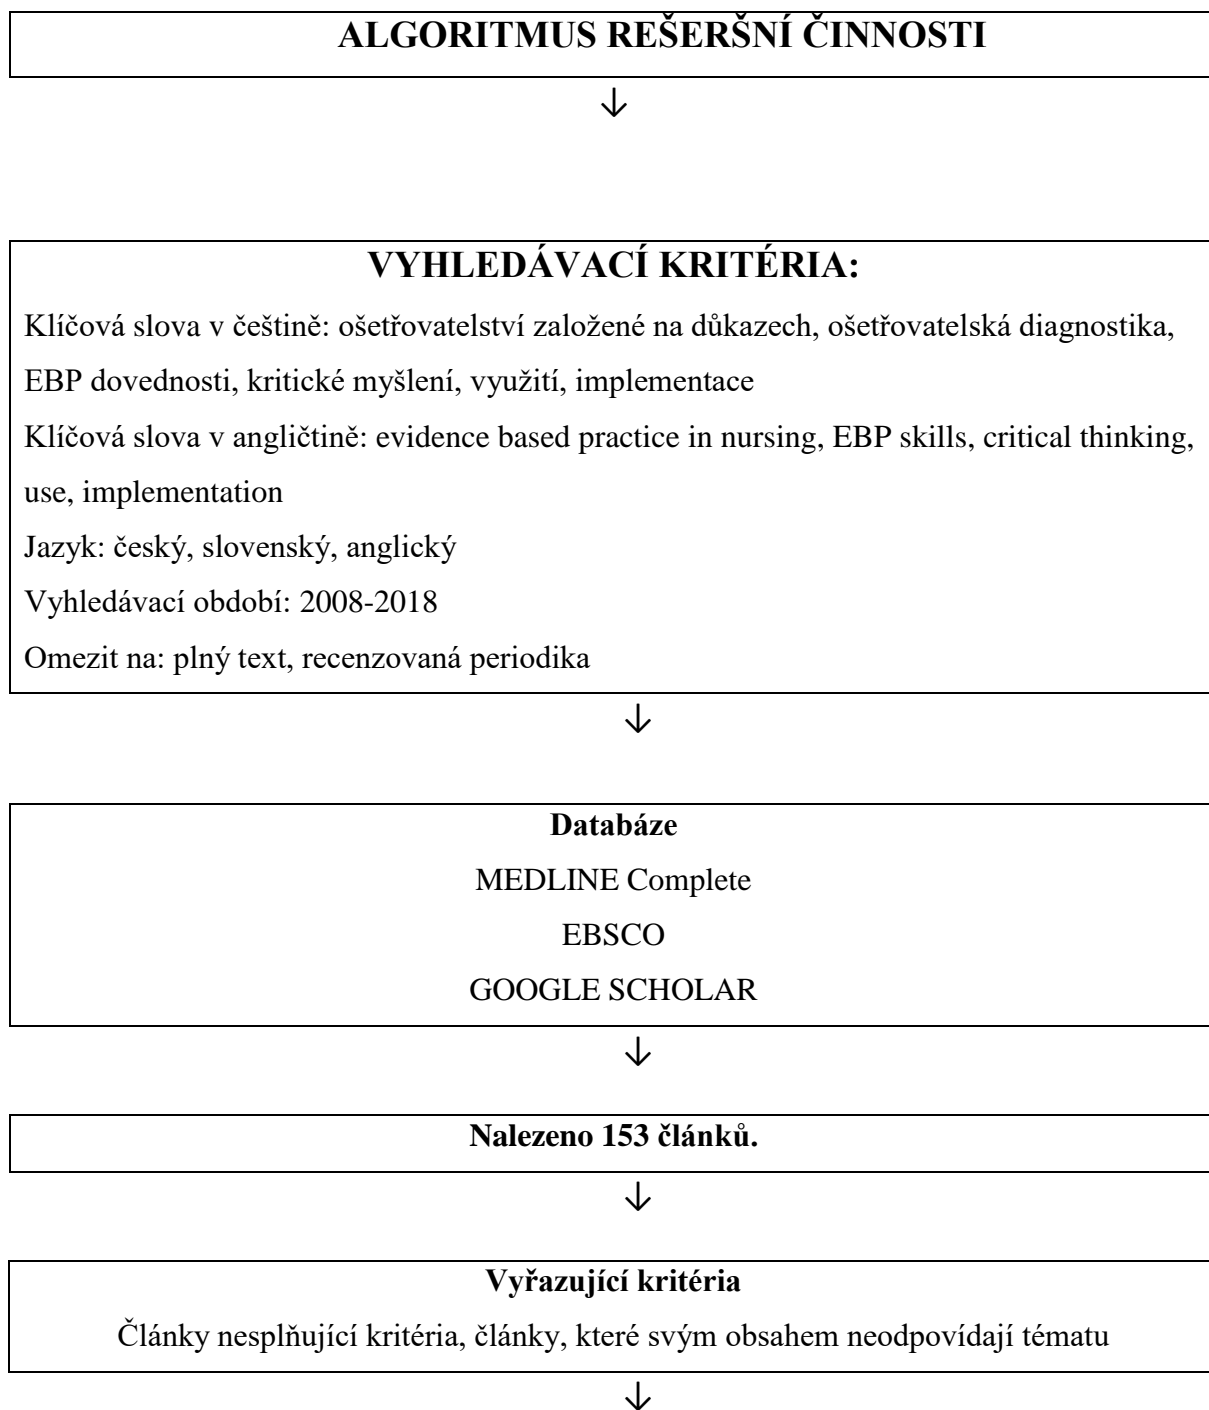 ALGORITMUS REŠERŠNÍ ČINNOSTI
↓
VYHLEDÁVACÍ KRITÉRIA:
Klíčová slova v češtině: ošetřovatelství založené na důkazech, ošetřovatelská diagnostika,
EBP dovednosti, kritické myšlení, využití, implementace
Klíčová slova v angličtině: evidence based practice in nursing, EBP skills, critical thinking,
use, implementation
Jazyk: český, slovenský, anglický
Vyhledávací období: 2008-2018
Omezit na: plný text, recenzovaná periodika
↓
Databáze
MEDLINE Complete
EBSCO
GOOGLE SCHOLAR
↓
Nalezeno 153 článků.
↓
Vyřazující kritéria
Články nesplňující kritéria, články, které svým obsahem neodpovídají tématu
↓